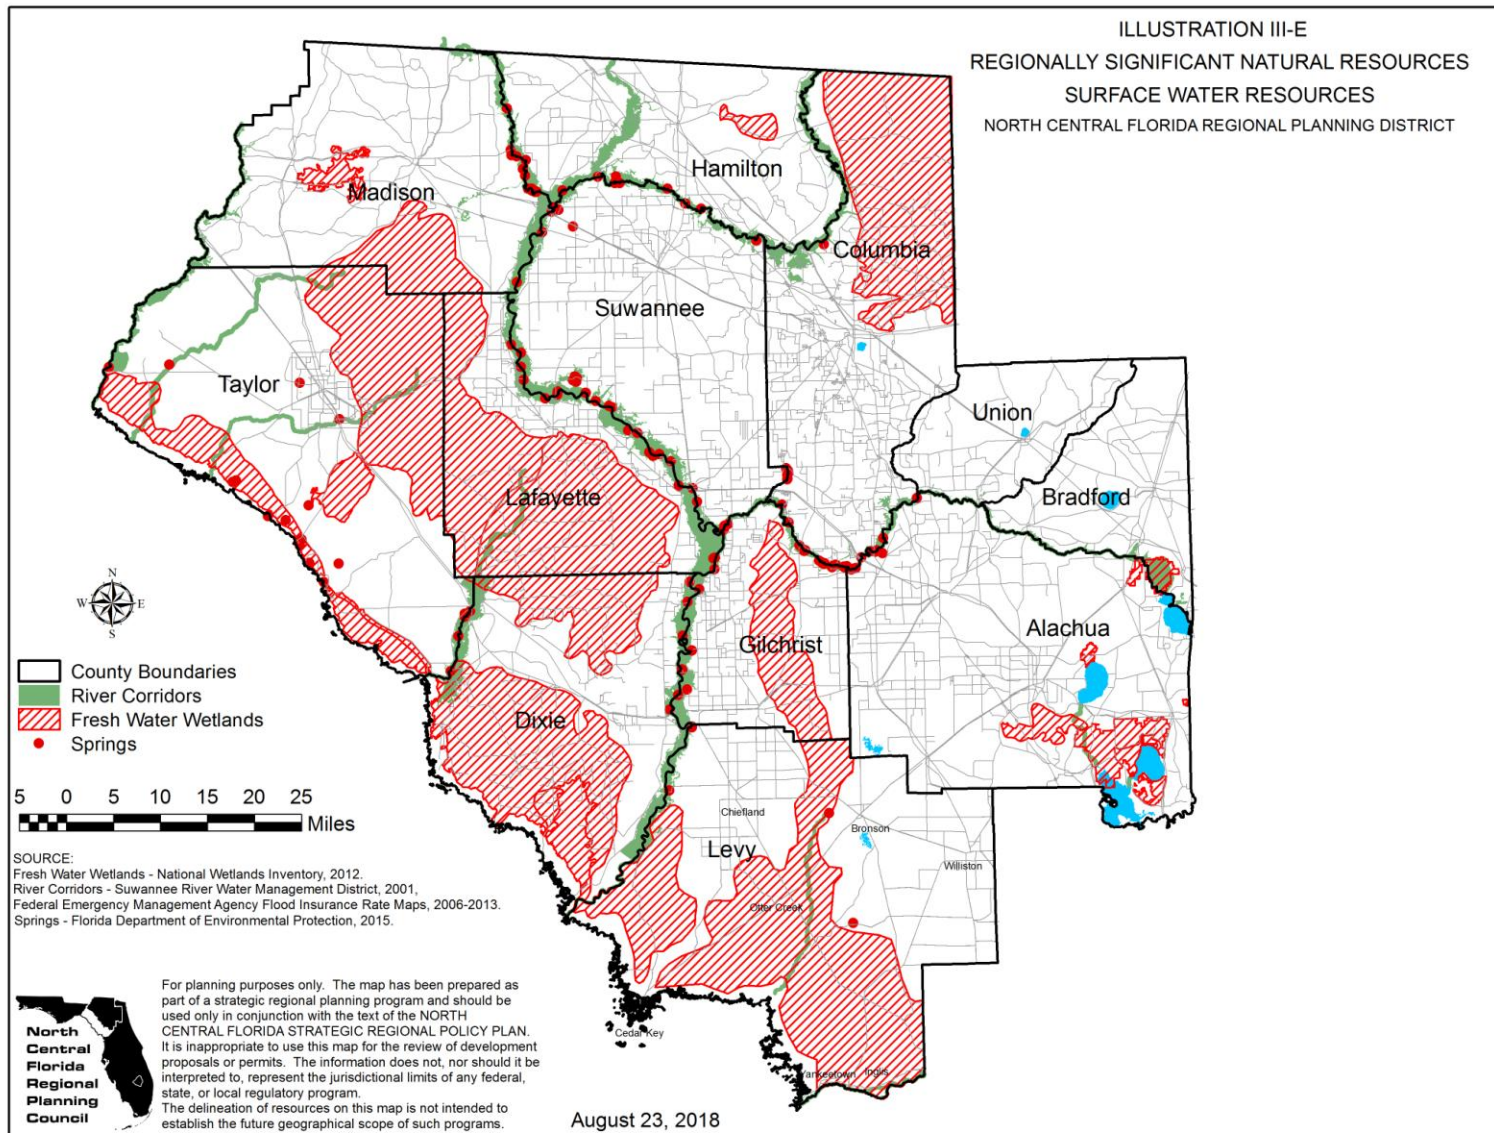 ILLUSTRATION III-E
REGIONALLY SIGNIFICANT NATURAL RESOURCES
SURFACE WATER RESOURCES
NORTH CENTRAL FLORIDA REGIONAL PLANNING DISTRICT
Hamilton
Madison
Columbia
Suwannee
Taylor
Union
Lafayette
Bradford
N
W E
S
Alachua
Gilchrist
County Boundaries
River Corridors
Fresh Water Wetlands
Springs
Dixie
5 0 5 10 15 20 25
Miles
Chiefland
Bronson
Levy
Williston
Otter Creek
SOURCE:
Fresh Water Wetlands - National Wetlands Inventory, 2012.
River Corridors - Suwannee River Water Management District, 2001,
Federal Emergency Management Agency Flood Insurance Rate Maps, 2006-2013.
Springs - Florida Department of Environmental Protection, 2015.
Cedar Key
Yankeetown
Inglis
North
Central
Florida
Regional
Planning
Council
For planning purposes only. The map has been prepared as
part of a strategic regional planning program and should be
used only in conjunction with the text of the NORTH
CENTRAL FLORIDA STRATEGIC REGIONAL POLICY PLAN.
It is inappropriate to use this map for the review of development
proposals or permits. The information does not, nor should it be
interpreted to, represent the jurisdictional limits of any federal,
state, or local regulatory program.
The delineation of resources on this map is not intended to
establish the future geographical scope of such programs.
August 23, 2018